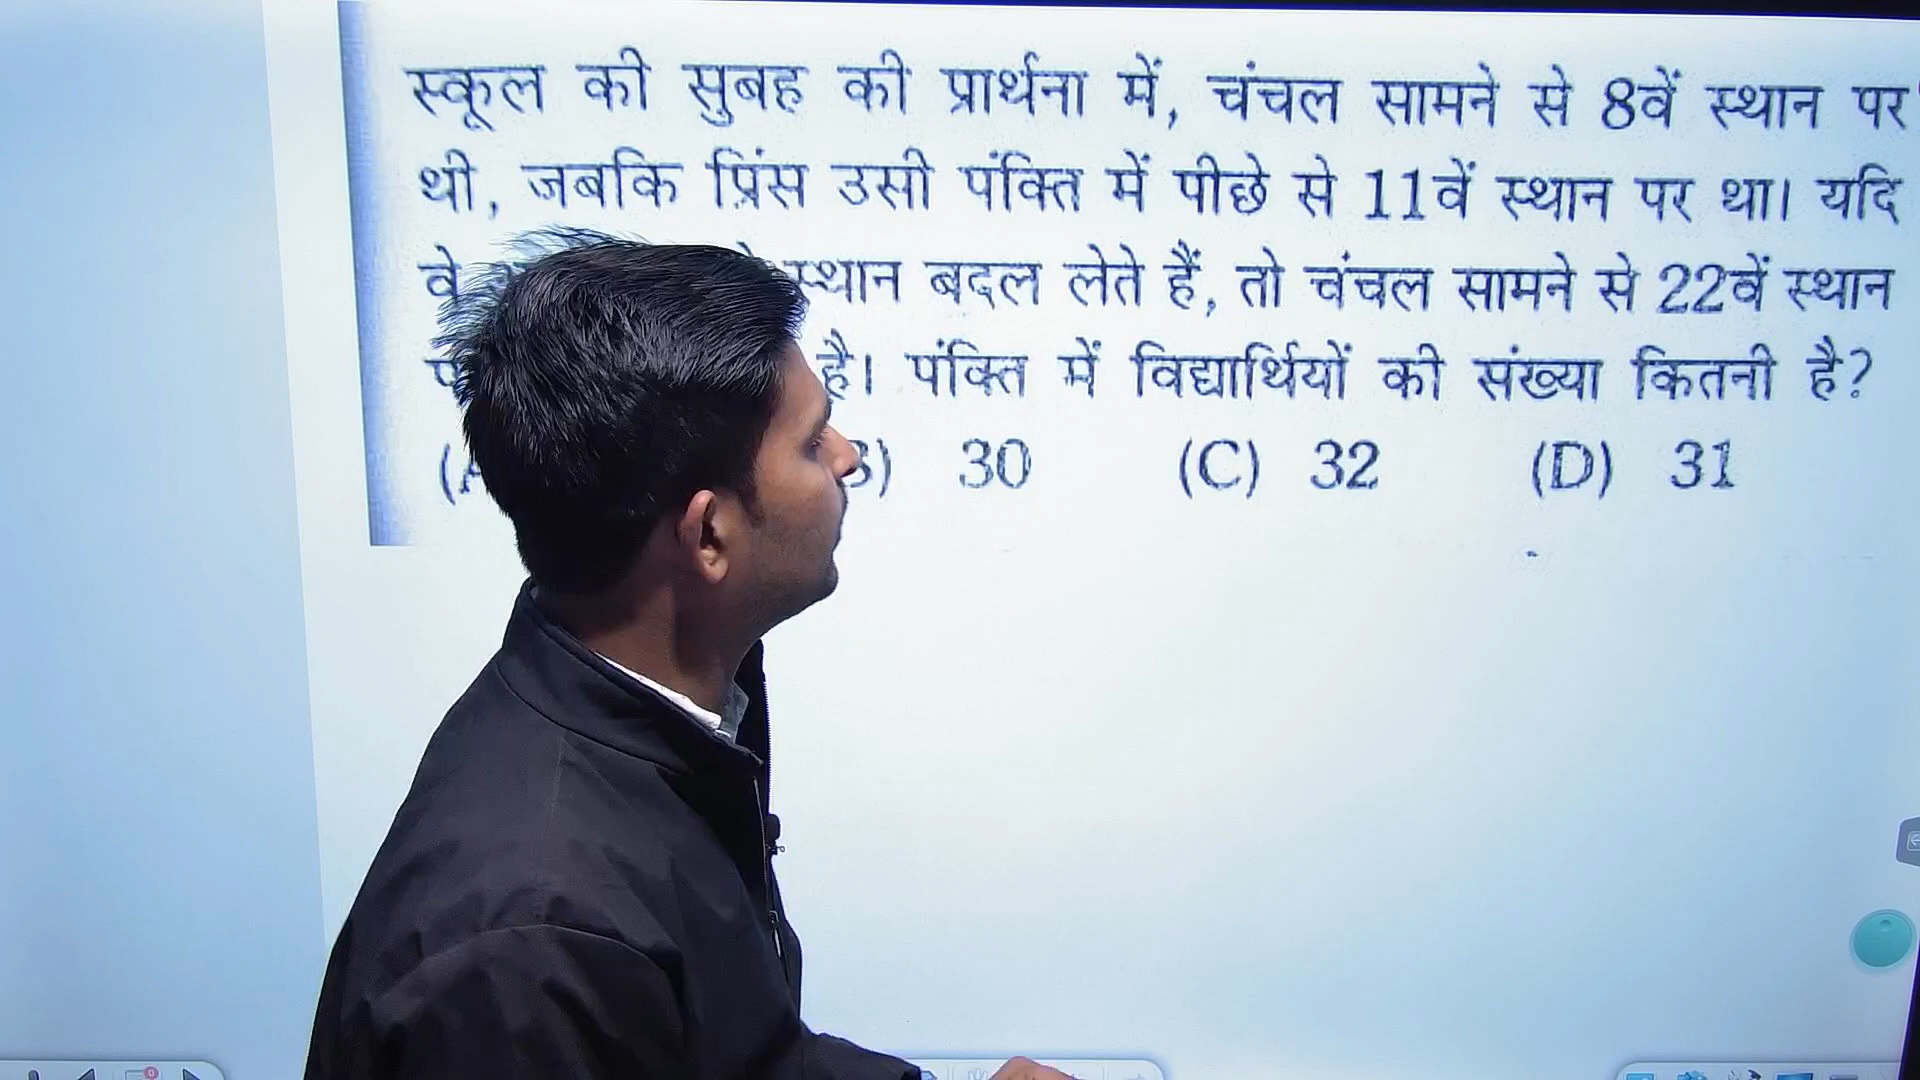 स्कूल की सुबह की प्रार्थना में, चंचल सामने से 8वें स्थान पर
थी, जबकि प्रिंस उसी पंक्ति में पीछे से 11वें स्थान पर था। यदि
वे स्थान बदल लेते हैं, तो चंचल सामने से 22वें स्थान
है। पंक्ति में विद्यार्थियों की संख्या कितनी है?
30 (C) 32 (D) 31